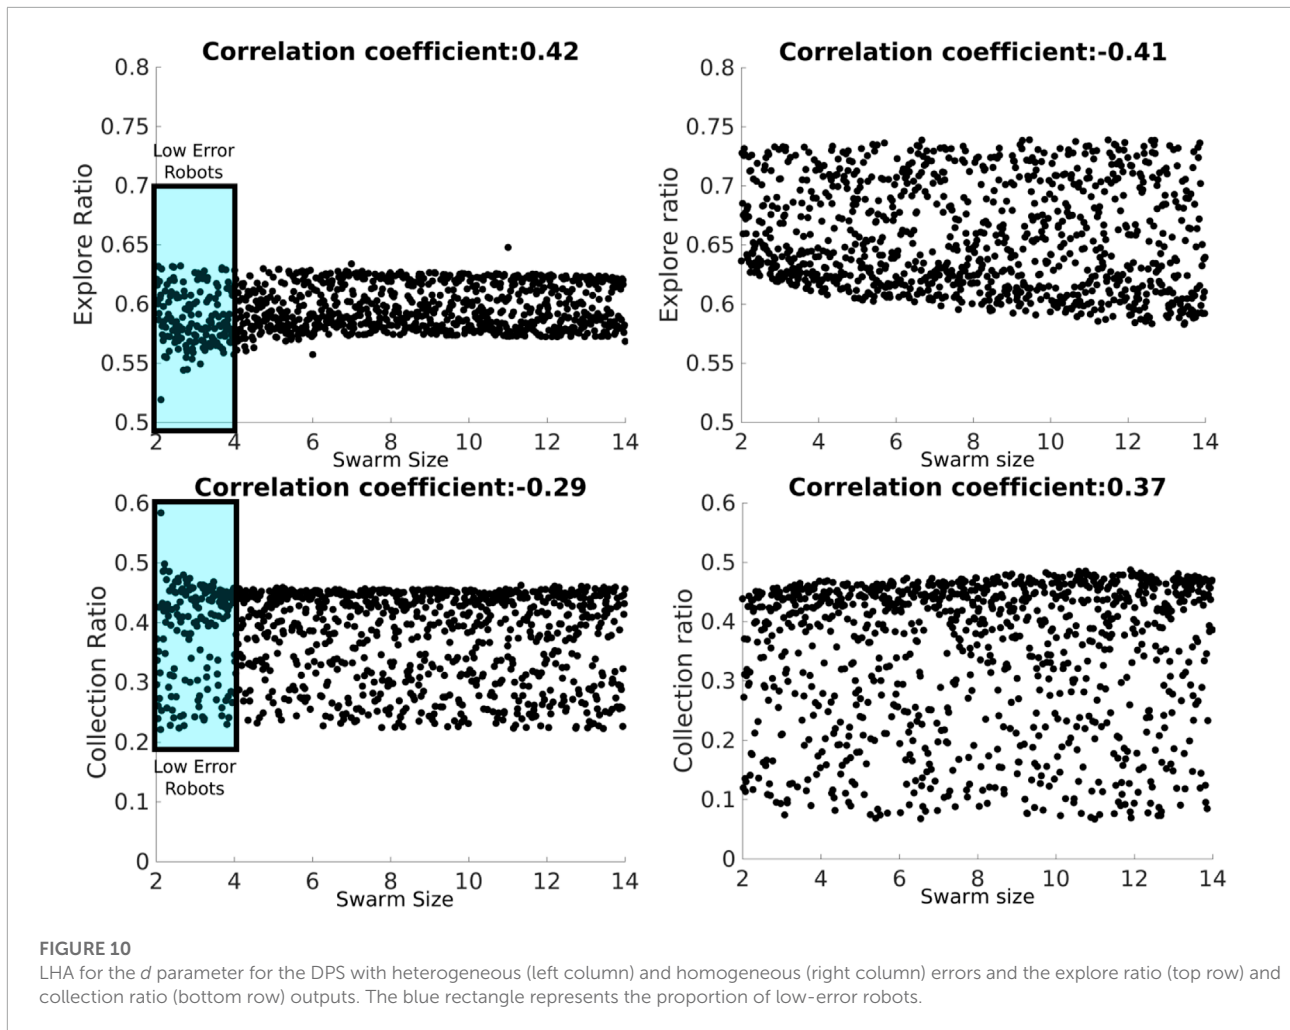 Correlation coefficient:0.42
0.8
0.75
0.7
0.65
0.6
0.55
0.5
Explore Ratio
Low Error
Robots
2 4 6 8 10 12 14
Swarm Size
Correlation coefficient:-0.41
0.8
0.75
0.7
0.65
0.6
0.55
0.5
Explore ratio
2 4 6 8 10 12 14
Swarm size
Correlation coefficient:-0.29
0.6
0.5
0.4
0.3
0.2
0.1
0
Collection Ratio
Low Error
Robots
2 4 6 8 10 12 14
Swarm Size
Correlation coefficient:0.37
0.6
0.5
0.4
0.3
0.2
0.1
0
Collection ratio
2 4 6 8 10 12 14
Swarm size
FIGURE 10
LHA for the d parameter for the DPS with heterogeneous (left column) and homogeneous (right column) errors and the explore ratio (top row) and
collection ratio (bottom row) outputs. The blue rectangle represents the proportion of low-error robots.